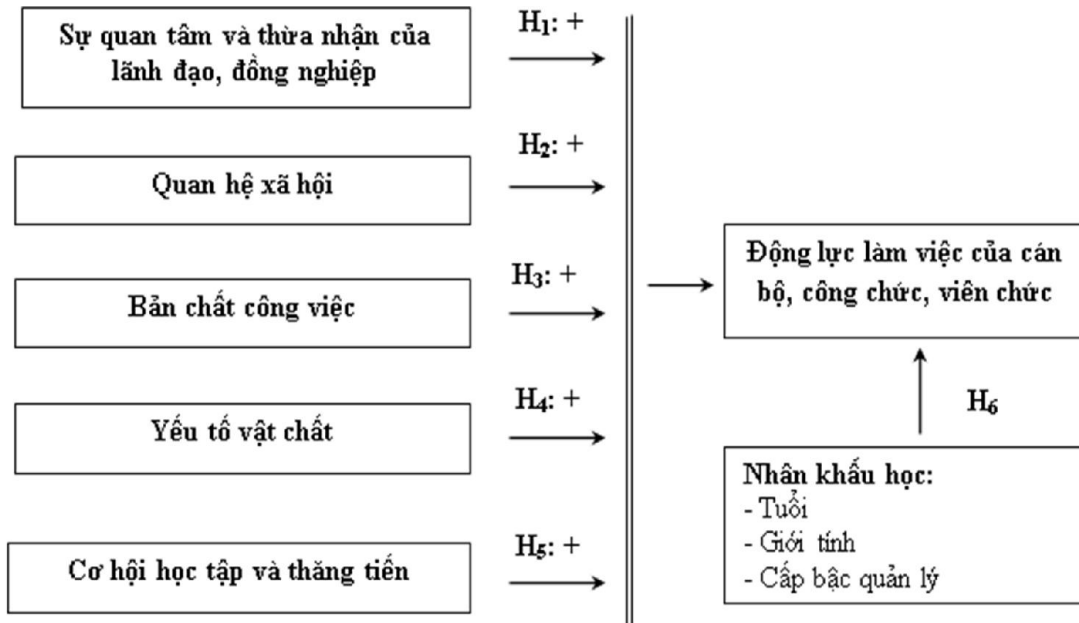 Sự quan tâm và thừa nhận của
lãnh đạo, đồng nghiệp
H₁: +
Quan hệ xã hội
H₂: +
Bản chất công việc
H₃: +
Yếu tố vật chất
H₄: +
Cơ hội học tập và thăng tiến
H₅: +
Động lực làm việc của cán
bộ, công chức, viên chức
H₆
Nhân khẩu học:
- Tuổi
- Giới tính
- Cấp bậc quản lý